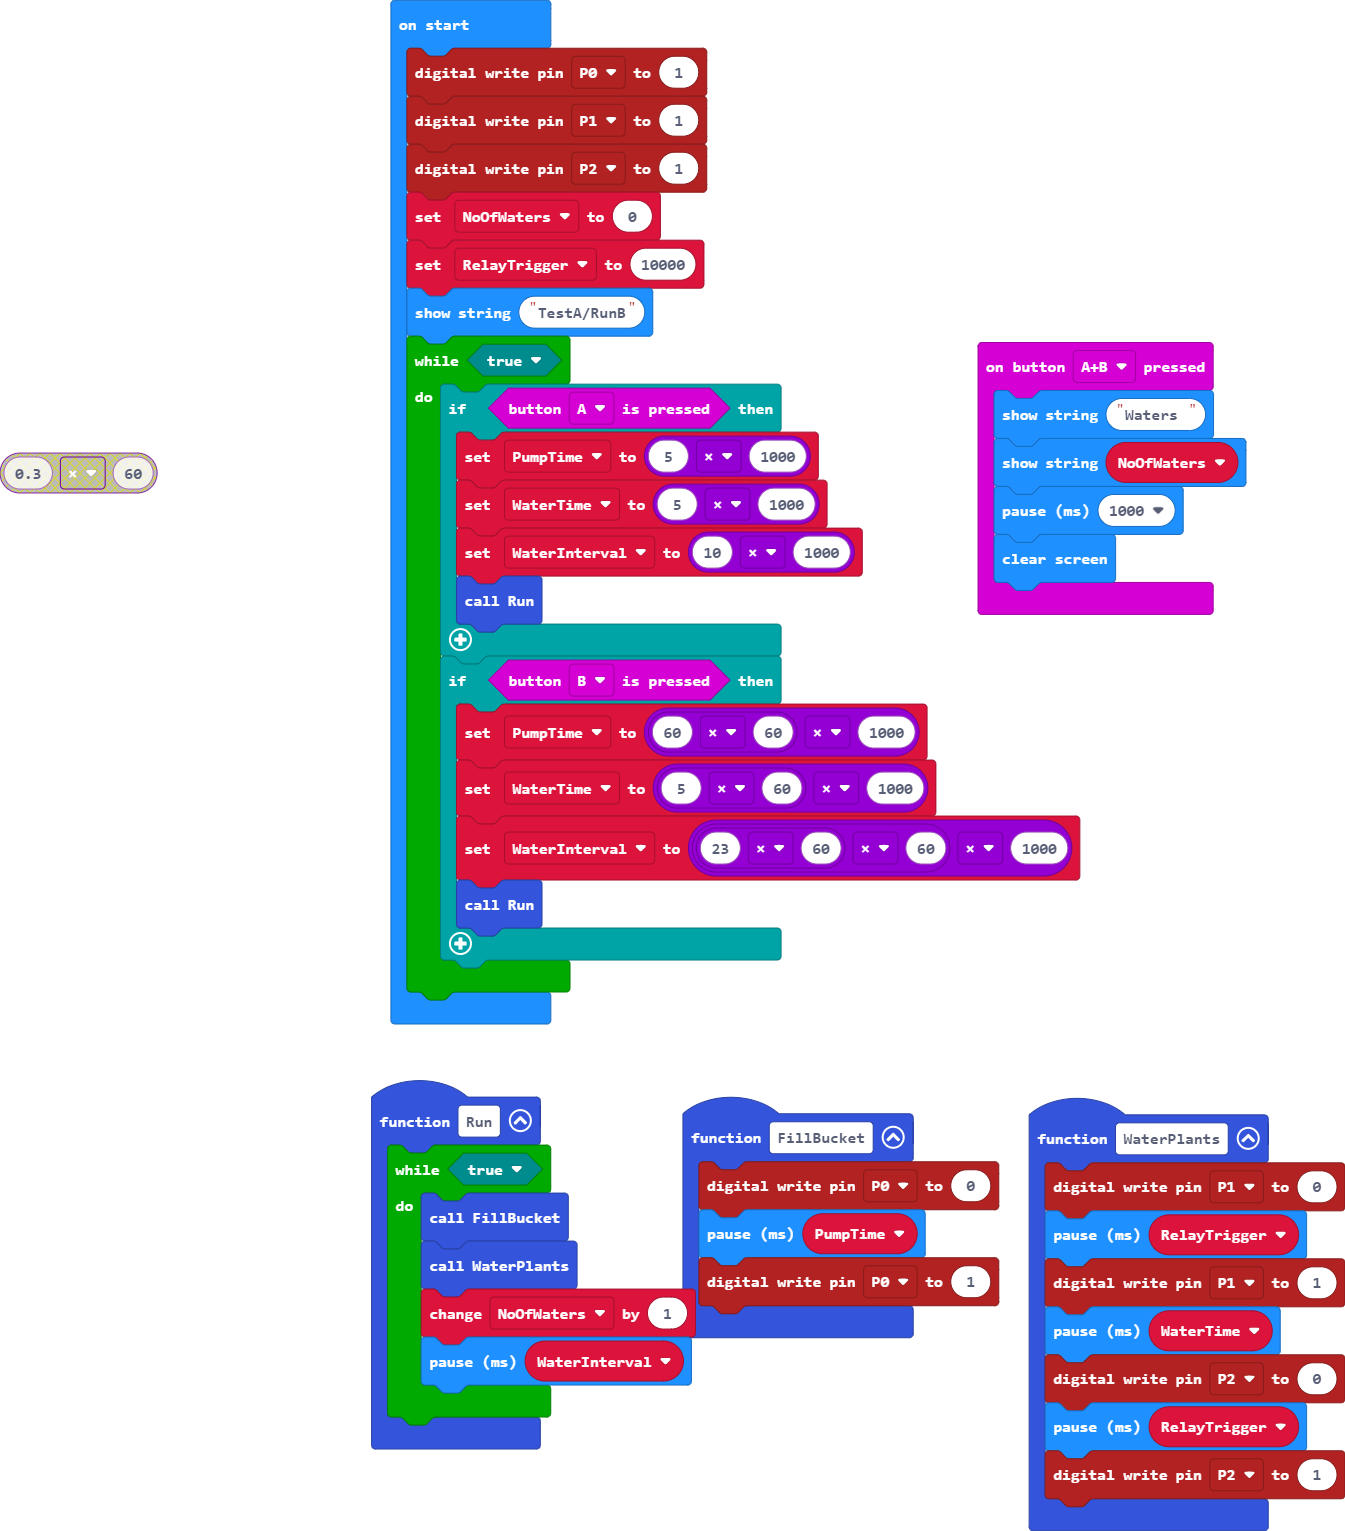 on start
digital write pin P0 to 1
digital write pin P1 to 1
digital write pin P2 to 1
set NoOfWaters to 0
set RelayTrigger to 10000
show string "TestA/RunB"
while true
do
if button A is pressed then
set PumpTime to 5 × 1000
set WaterTime to 5 × 1000
set WaterInterval to 10 × 1000
call Run
if button B is pressed then
set PumpTime to 60 × 60 × 1000
set WaterTime to 5 × 60 × 1000
set WaterInterval to 23 × 60 × 60 × 1000
call Run
0.3 × 60
on button A+B pressed
show string "Waters "
show string NoOfWaters
pause (ms) 1000
clear screen
function Run
while true
do
call FillBucket
call WaterPlants
change NoOfWaters by 1
pause (ms) WaterInterval
function FillBucket
digital write pin P0 to 0
pause (ms) PumpTime
digital write pin P0 to 1
function WaterPlants
digital write pin P1 to 0
pause (ms) RelayTrigger
digital write pin P1 to 1
pause (ms) WaterTime
digital write pin P2 to 0
pause (ms) RelayTrigger
digital write pin P2 to 1